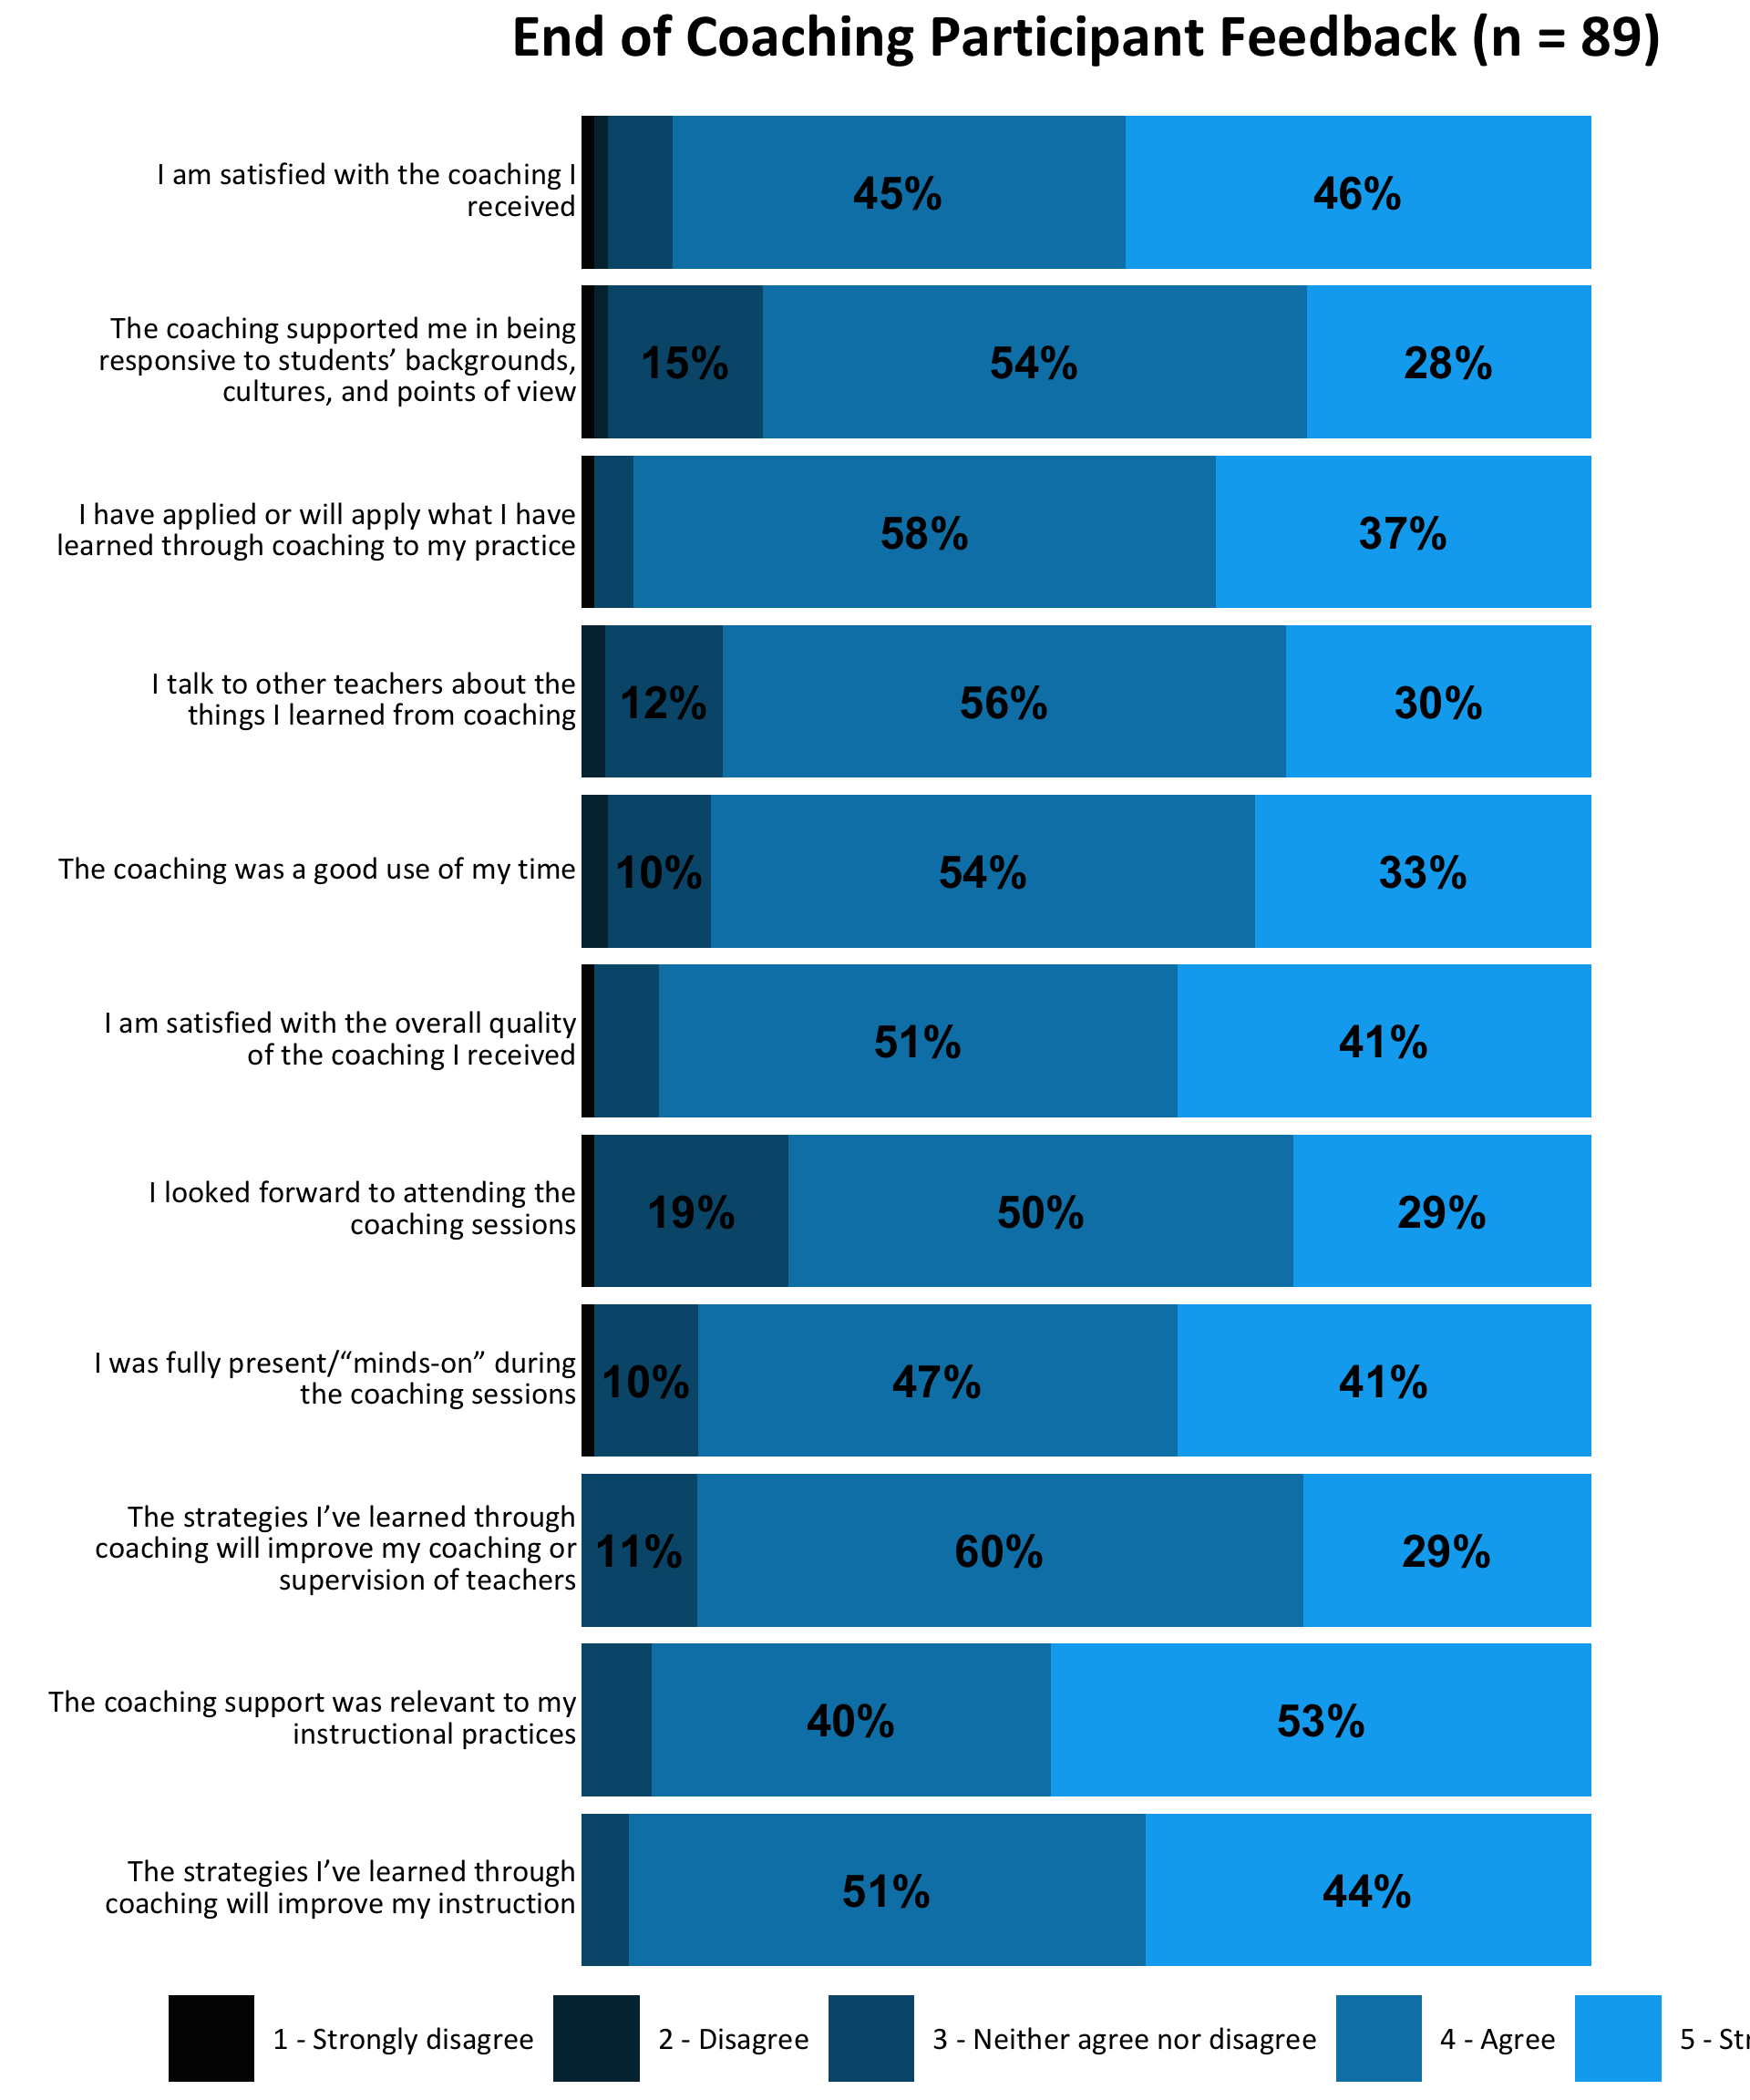 End of Coaching Participant Feedback (n = 89)
I am satisfied with the coaching I
received
45%
46%
The coaching supported me in being
responsive to students’ backgrounds,
cultures, and points of view
15%
54%
28%
I have applied or will apply what I have
learned through coaching to my practice
58%
37%
I talk to other teachers about the
things I learned from coaching
12%
56%
30%
The coaching was a good use of my time
10%
54%
33%
I am satisfied with the overall quality
of the coaching I received
51%
41%
I looked forward to attending the
coaching sessions
19%
50%
29%
I was fully present/“minds-on” during
the coaching sessions
10%
47%
41%
The strategies I’ve learned through
coaching will improve my coaching or
supervision of teachers
11%
60%
29%
The coaching support was relevant to my
instructional practices
40%
53%
The strategies I’ve learned through
coaching will improve my instruction
51%
44%
1 - Strongly disagree
2 - Disagree
3 - Neither agree nor disagree
4 - Agree
5 -